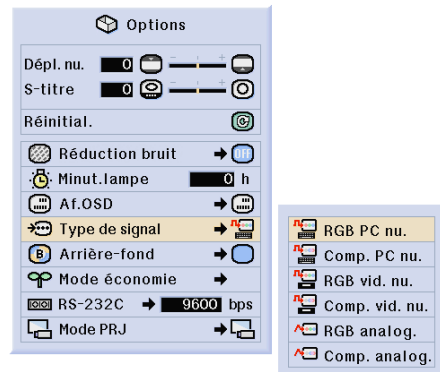 Options
Dépl. nu. 0 - +
S-titre 0 - +
Réinitial.
Réduction bruit OFF
Minut.lampe 0 h
Af.OSD
Type de signal
B Arrière-fond
Mode économie
RS-232C 9600 bps
Mode PRJ
RGB PC nu.
Comp. PC nu.
RGB vid. nu.
Comp. vid. nu.
RGB analog.
Comp. analog.